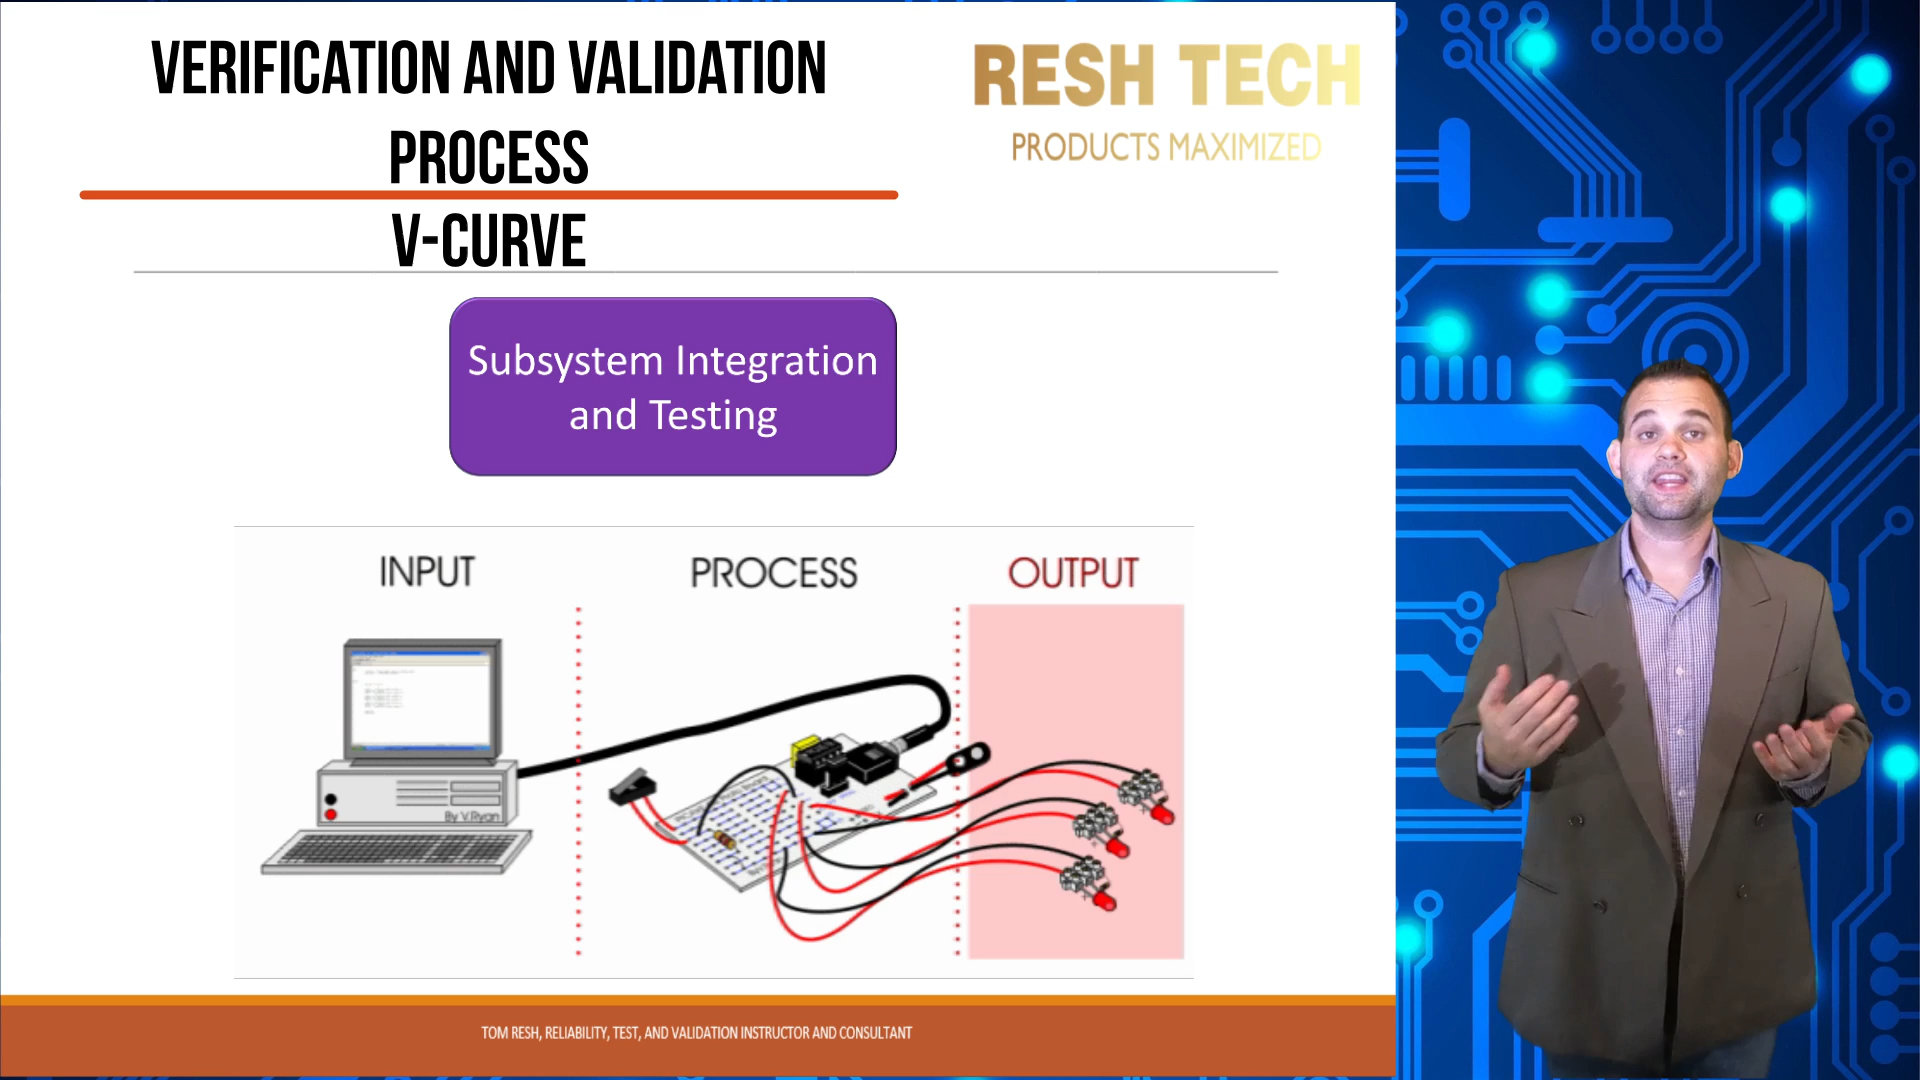 VERIFICATION AND VALIDATION
PROCESS
V-CURVE
RESH TECH
PRODUCTS MAXIMIZED
Subsystem Integration
and Testing
INPUT
PROCESS
OUTPUT
By V.Ryan
TOM RESH, RELIABILITY, TEST, AND VALIDATION INSTRUCTOR AND CONSULTANT